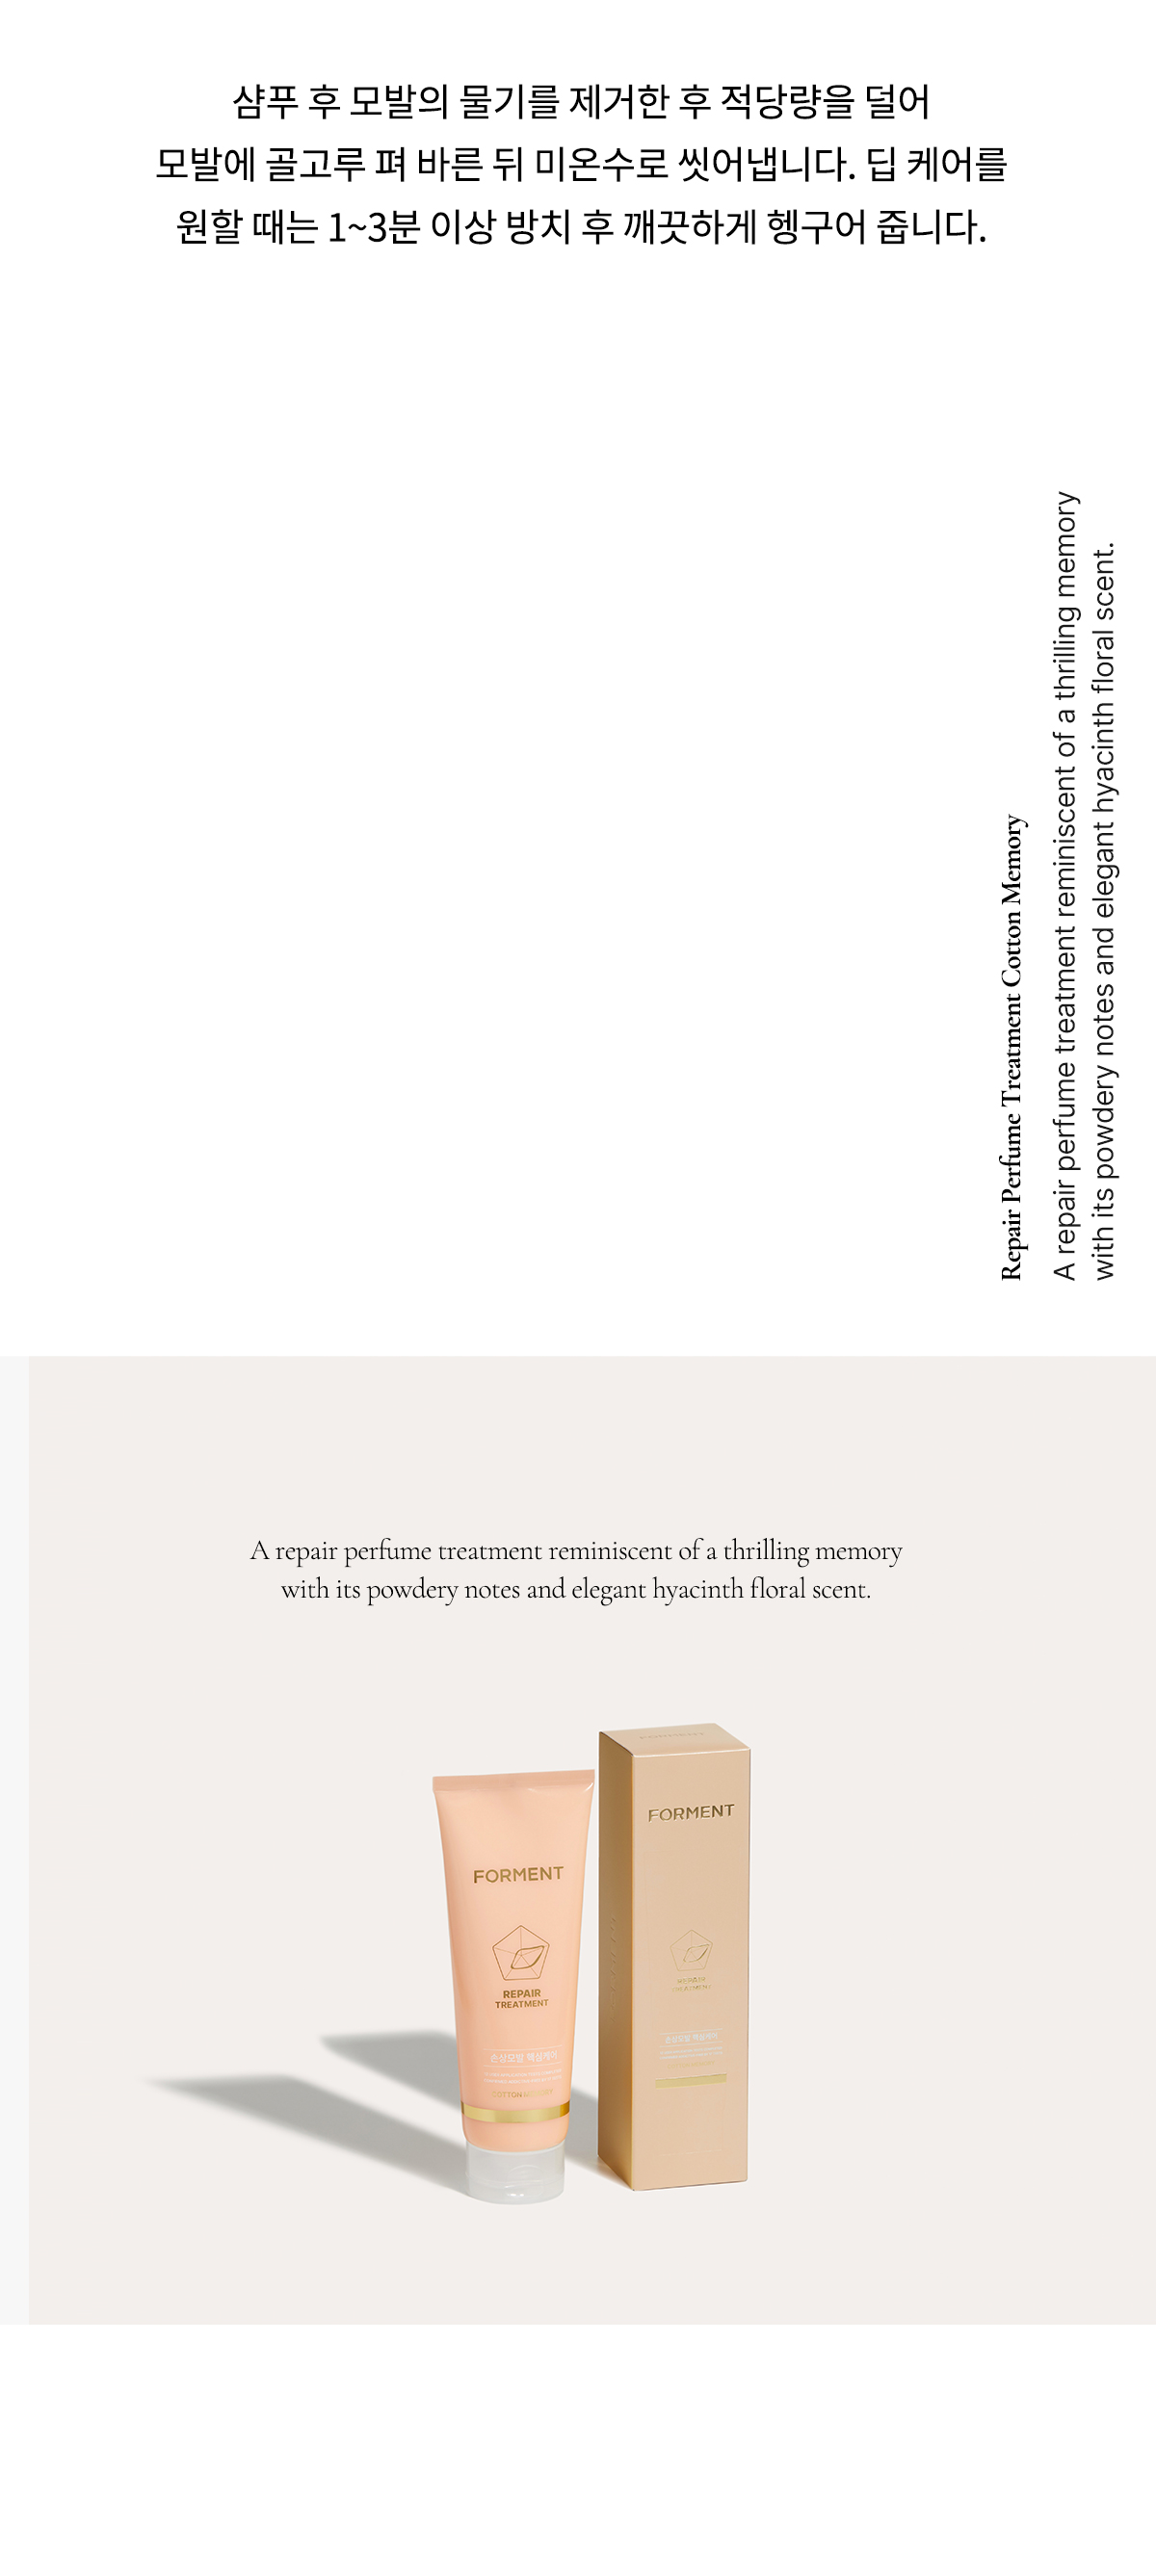 샴푸 후 모발의 물기를 제거한 후 적당량을 덜어
모발에 골고루 펴 바른 뒤 미온수로 씻어냅니다. 딥 케어를
원할 때는 1~3분 이상 방치 후 깨끗하게 헹구어 줍니다.
Repair Perfume Treatment Cotton Memory
A repair perfume treatment reminiscent of a thrilling memory
with its powdery notes and elegant hyacinth floral scent.
A repair perfume treatment reminiscent of a thrilling memory
with its powdery notes and elegant hyacinth floral scent.
FORMENT
REPAIR
TREATMENT
손상모발 핵심케어
COTTON MEMORY
FORMENT
FORMENT
REPAIR
TREATMENT
손상모발 핵심케어